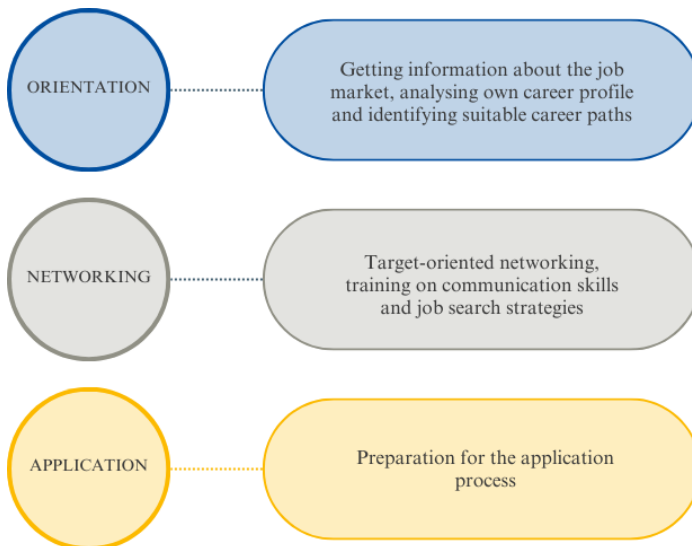 ORIENTATION
Getting information about the job
market, analysing own career profile
and identifying suitable career paths
NETWORKING
Target-oriented networking,
training on communication skills
and job search strategies
APPLICATION
Preparation for the application
process